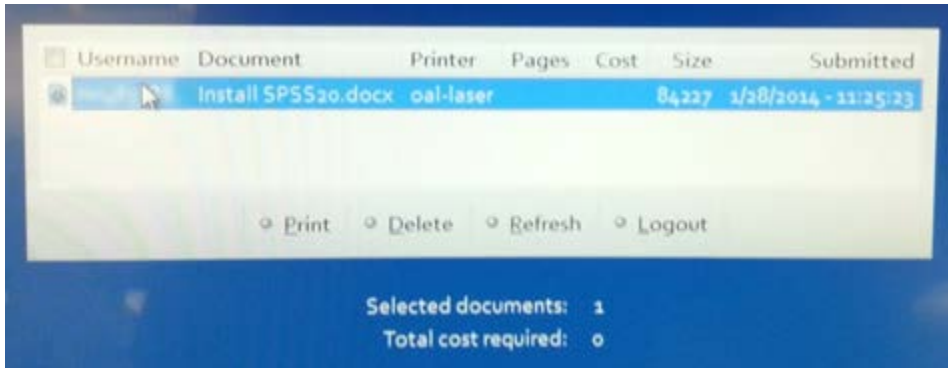 Username Document Printer Pages Cost Size Submitted
Install SPSS20.docx oal-laser 84227 1/28/2014 - 11:25:23
Print Delete Refresh Logout
Selected documents: 1
Total cost required: 0